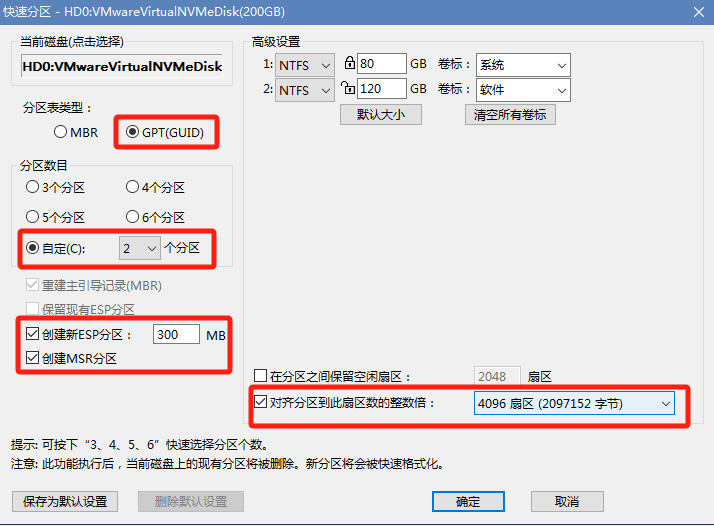 快速分区 - HD0:VMwareVirtualNVMeDisk(200GB)
当前磁盘(点击选择)
HD0:VMwareVirtualNVMeDisk
分区表类型：
MBR GPT(GUID)
分区数目
3个分区 4个分区
5个分区 6个分区
自定(C): 2 个分区
重建主引导记录(MBR)
保留现有ESP分区
创建新ESP分区： 300 MB
创建MSR分区
高级设置
1: NTFS 80 GB 卷标： 系统
2: NTFS 120 GB 卷标： 软件
默认大小 清空所有卷标
在分区之间保留空闲扇区： 2048 扇区
对齐分区到此扇区数的整数倍： 4096 扇区 (2097152 字节)
提示: 可按下“3、4、5、6”快速选择分区个数。
注意: 此功能执行后，当前磁盘上的现有分区将被删除。新分区将会被快速格式化。
保存为默认设置 删除默认设置 确定 取消